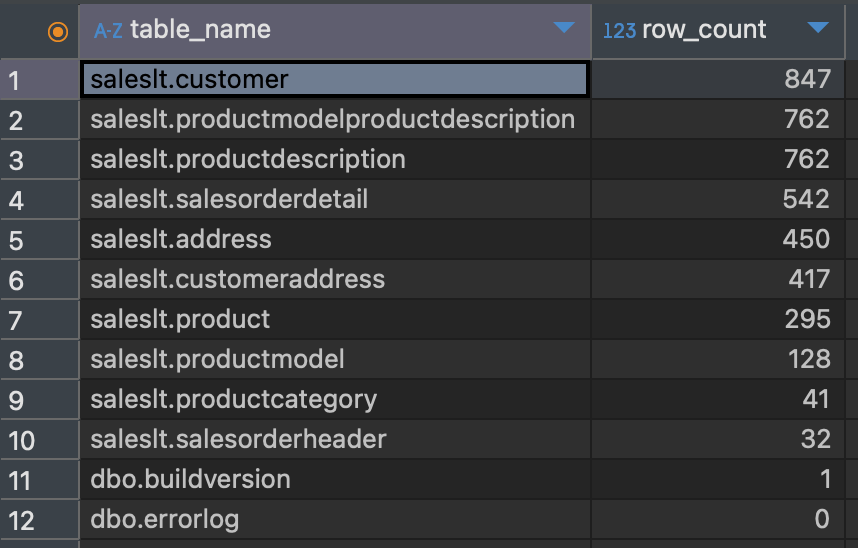 A-Z table_name 123 row_count
1 saleslt.customer 847
2 saleslt.productmodelproductdescription 762
3 saleslt.productdescription 762
4 saleslt.salesorderdetail 542
5 saleslt.address 450
6 saleslt.customeraddress 417
7 saleslt.product 295
8 saleslt.productmodel 128
9 saleslt.productcategory 41
10 saleslt.salesorderheader 32
11 dbo.buildversion 1
12 dbo.errorlog 0